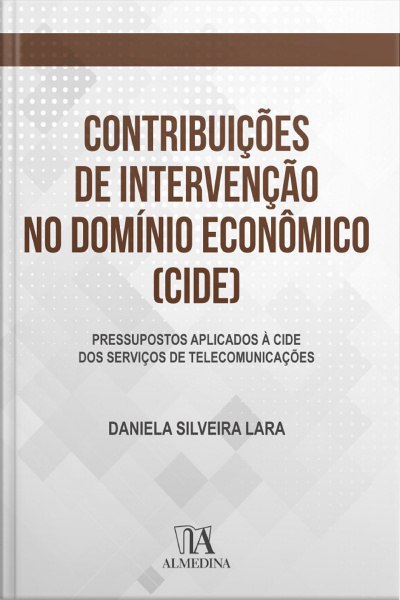 CONTRIBUIÇÕES
DE INTERVENÇÃO
NO DOMÍNIO ECONÔMICO
(CIDE)
PRESSUPOSTOS APLICADOS À CIDE
DOS SERVIÇOS DE TELECOMUNICAÇÕES
DANIELA SILVEIRA LARA
ALMEDINA